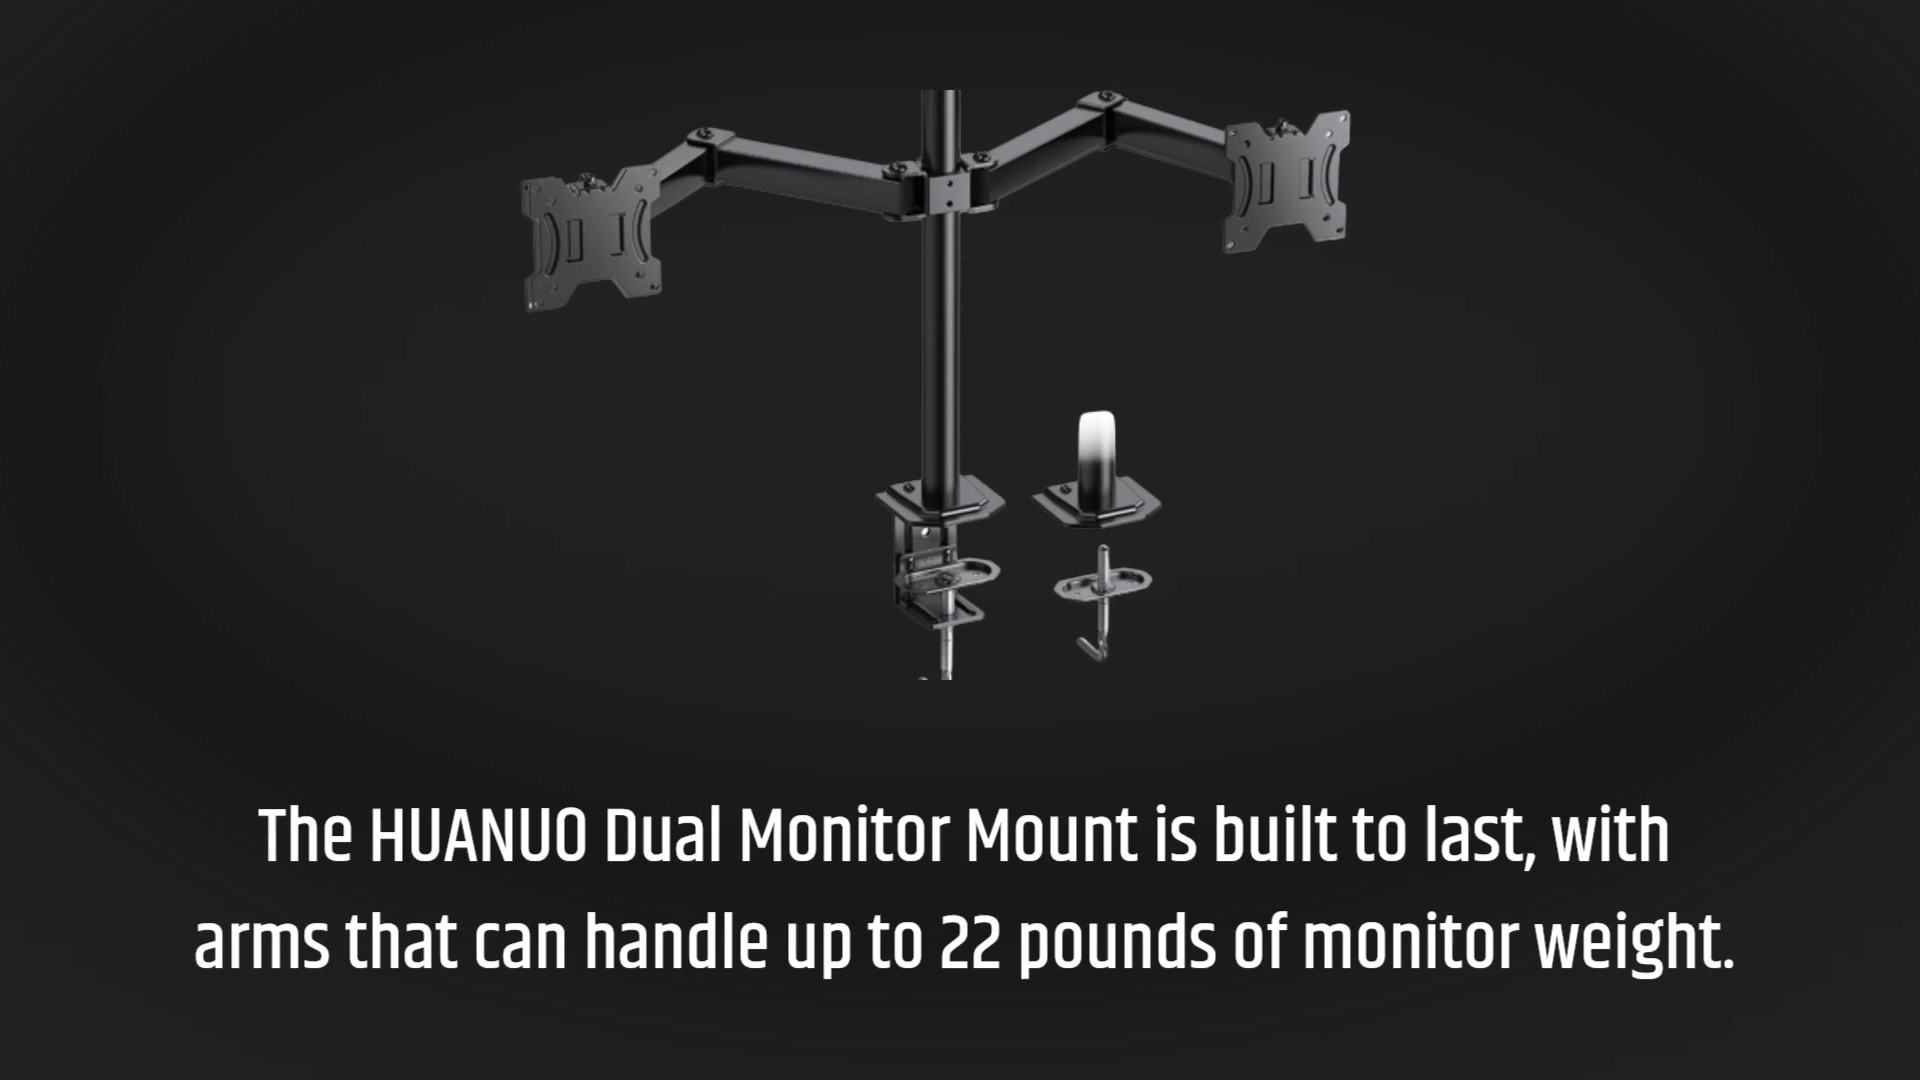 The HUANUO Dual Monitor Mount is built to last, with
arms that can handle up to 22 pounds of monitor weight.